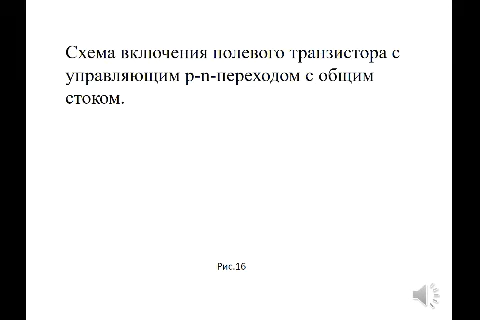 Схема включения полевого транзистора с
управляющим p-n-переходом с общим
стоком.
Рис.16